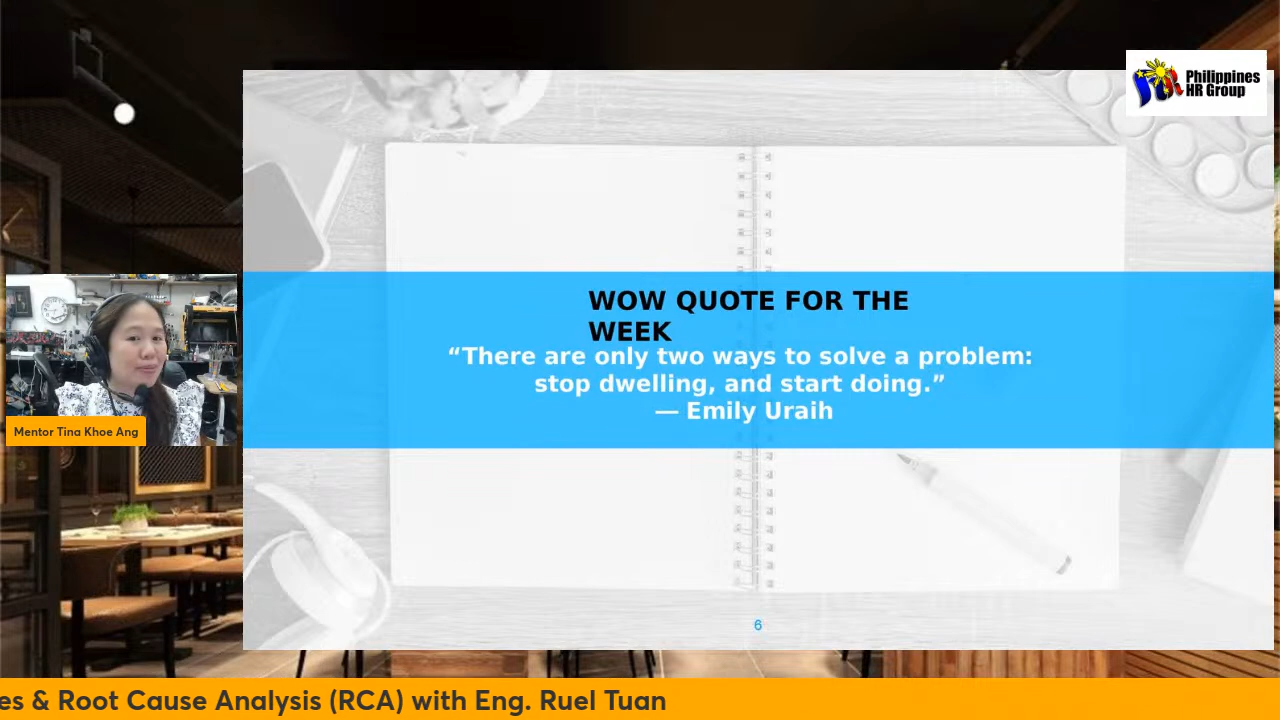 Philippines
HR Group
WOW QUOTE FOR THE
WEEK
“There are only two ways to solve a problem:
stop dwelling, and start doing.”
— Emily Uraih
Mentor Tina Khoe Ang
6
es & Root Cause Analysis (RCA) with Eng. Ruel Tuan